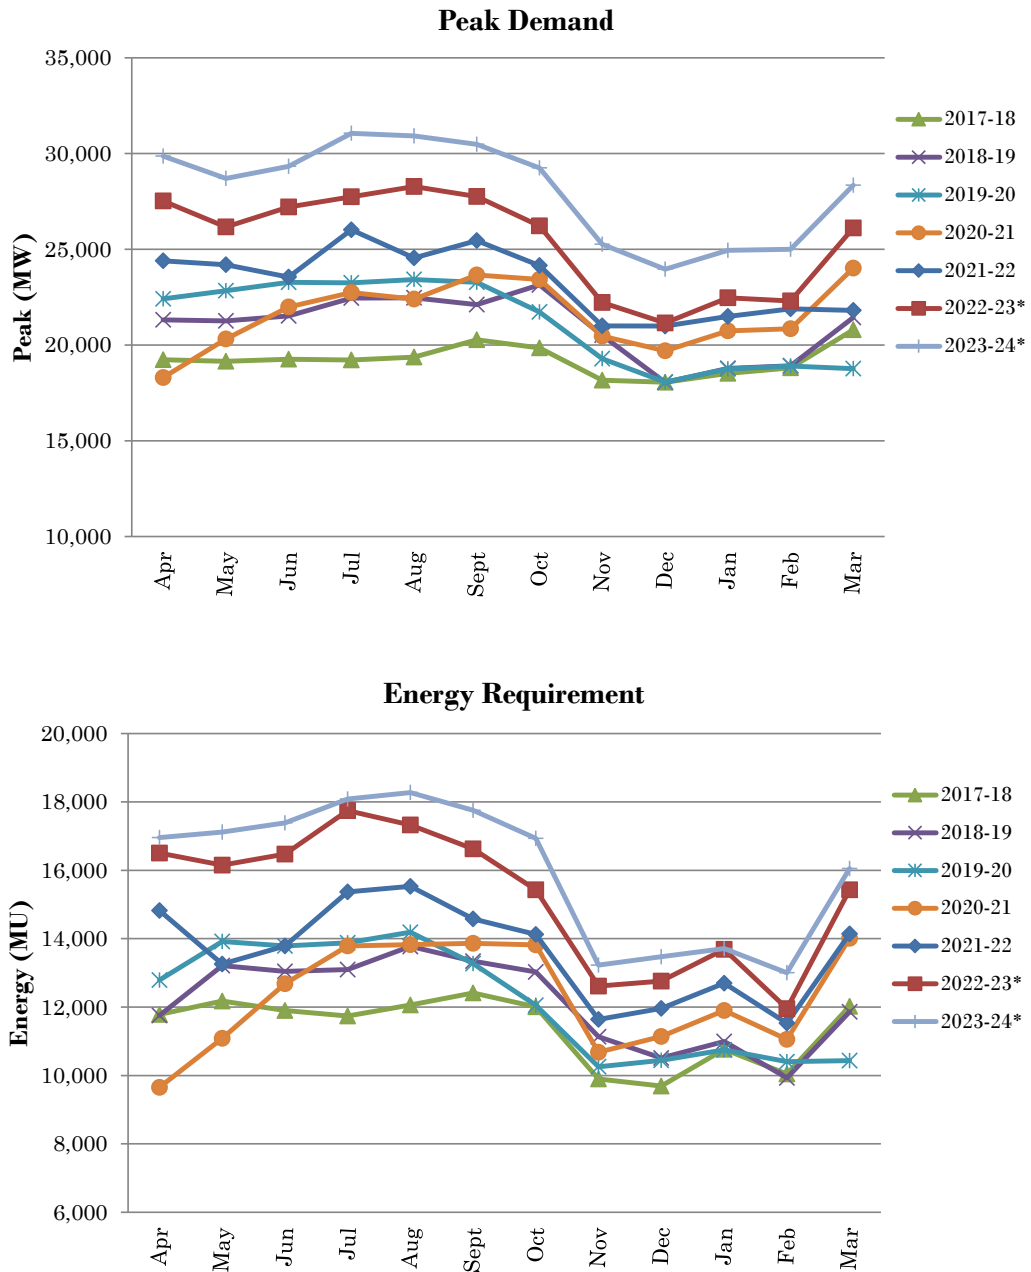 Peak Demand
35,000
30,000
25,000
20,000
15,000
10,000
Peak (MW)
Apr
May
Jun
Jul
Aug
Sept
Oct
Nov
Dec
Jan
Feb
Mar
2017-18
2018-19
2019-20
2020-21
2021-22
2022-23*
2023-24*
Energy Requirement
20,000
18,000
16,000
14,000
12,000
10,000
8,000
6,000
Energy (MU)
Apr
May
Jun
Jul
Aug
Sept
Oct
Nov
Dec
Jan
Feb
Mar
2017-18
2018-19
2019-20
2020-21
2021-22
2022-23*
2023-24*